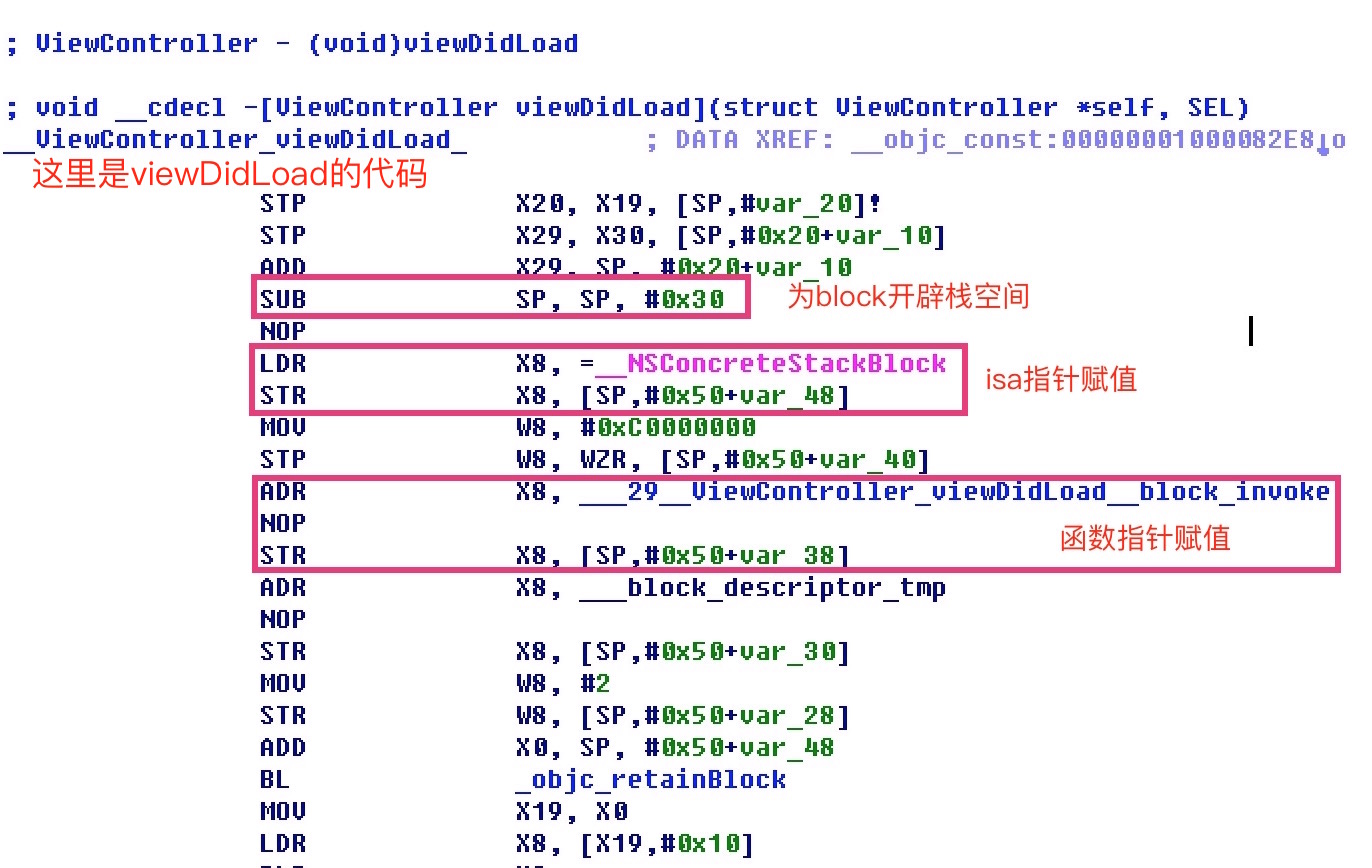 ; ViewController - (void)viewDidLoad
; void __cdecl -[ViewController viewDidLoad](struct ViewController *self, SEL)
__ViewController_viewDidLoad_ ; DATA XREF: __objc_const:00000001000082E8↓o
这里是viewDidLoad的代码
STP X20, X19, [SP,#var_20]!
STP X29, X30, [SP,#0x20+var_10]
ADD X29, SP, #0x20+var_10
SUB SP, SP, #0x30 为block开辟栈空间
NOP
LDR X8, =__NSConcreteStackBlock
isa指针赋值
STR X8, [SP,#0x50+var_48]
MOV W8, #0xC0000000
STP W8, WZR, [SP,#0x50+var_40]
ADR X8, ___29__ViewController_viewDidLoad__block_invoke
NOP 函数指针赋值
STR X8, [SP,#0x50+var_38]
ADR X8, ___block_descriptor_tmp
NOP
STR X8, [SP,#0x50+var_30]
MOV W8, #2
STR W8, [SP,#0x50+var_28]
ADD X0, SP, #0x50+var_48
BL _objc_retainBlock
MOV X19, X0
LDR X8, [X19,#0x10]